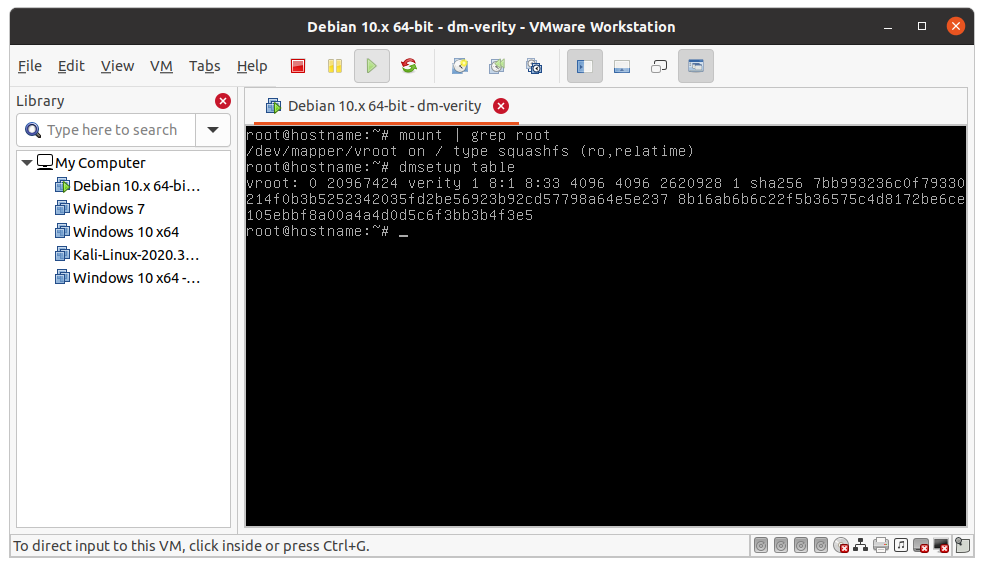 Debian 10.x 64-bit - dm-verity - VMware Workstation
File Edit View VM Tabs Help
Library
Type here to search
My Computer
Debian 10.x 64-bi...
Windows 7
Windows 10 x64
Kali-Linux-2020.3...
Windows 10 x64 -...
Debian 10.x 64-bit - dm-verity
root@hostname:~# mount | grep root
/dev/mapper/vroot on / type squashfs (ro,relatime)
root@hostname:~# dmsetup table
vroot: 0 20967424 verity 1 8:1 8:33 4096 4096 2620928 1 sha256 7bb993236c0f79330
214f0b3b5252342035fd2be56923b92cd57798a64e5e237 8b16ab6b6c22f5b36575c4d8172be6ce
105ebbf8a00a4a4d0d5c6f3bb3b4f3e5
root@hostname:~# _
To direct input to this VM, click inside or press Ctrl+G.